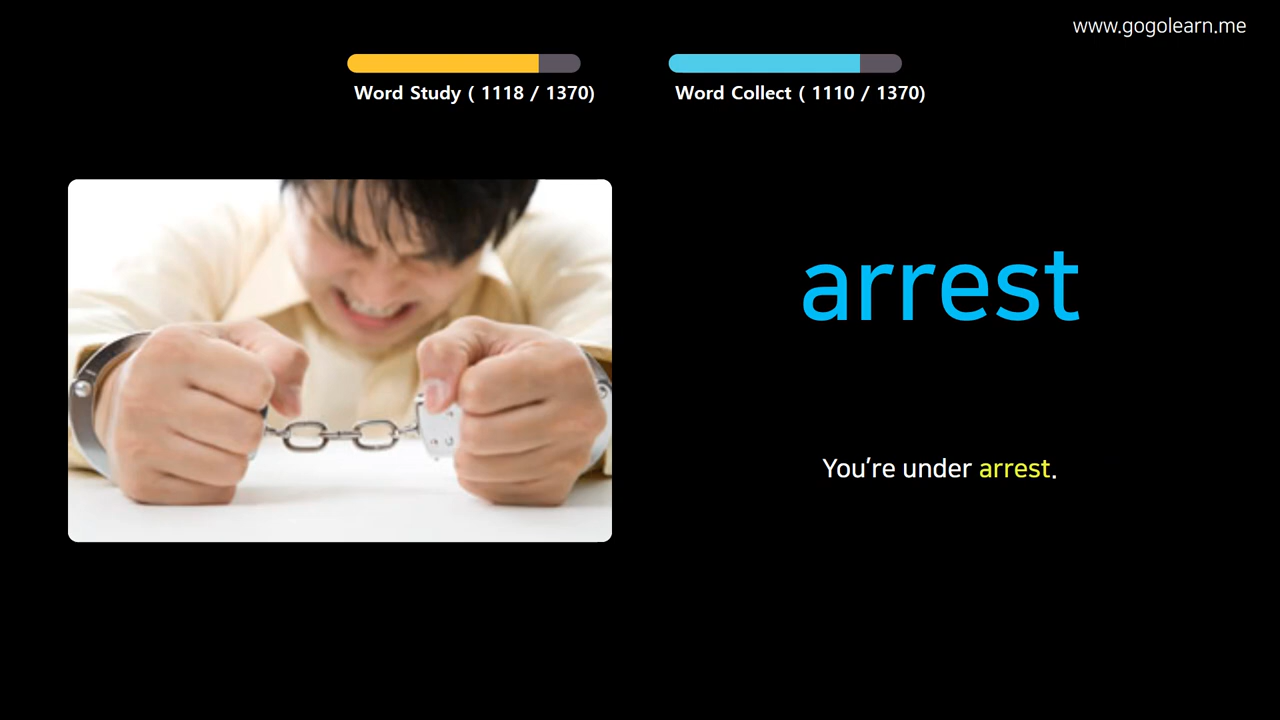 www.gogolearn.me
Word Study ( 1118 / 1370)
Word Collect ( 1110 / 1370)
arrest
You’re under arrest.